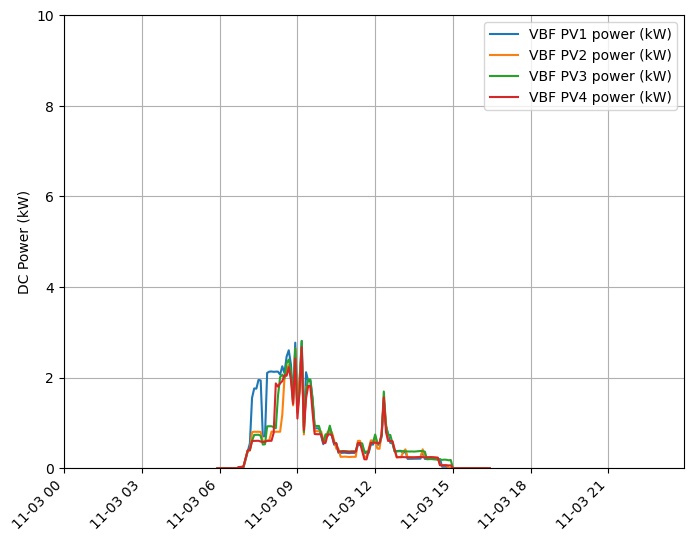 10
8
6
4
2
0
DC Power (kW)
VBF PV1 power (kW)
VBF PV2 power (kW)
VBF PV3 power (kW)
VBF PV4 power (kW)
11-03 00
11-03 03
11-03 06
11-03 09
11-03 12
11-03 15
11-03 18
11-03 21